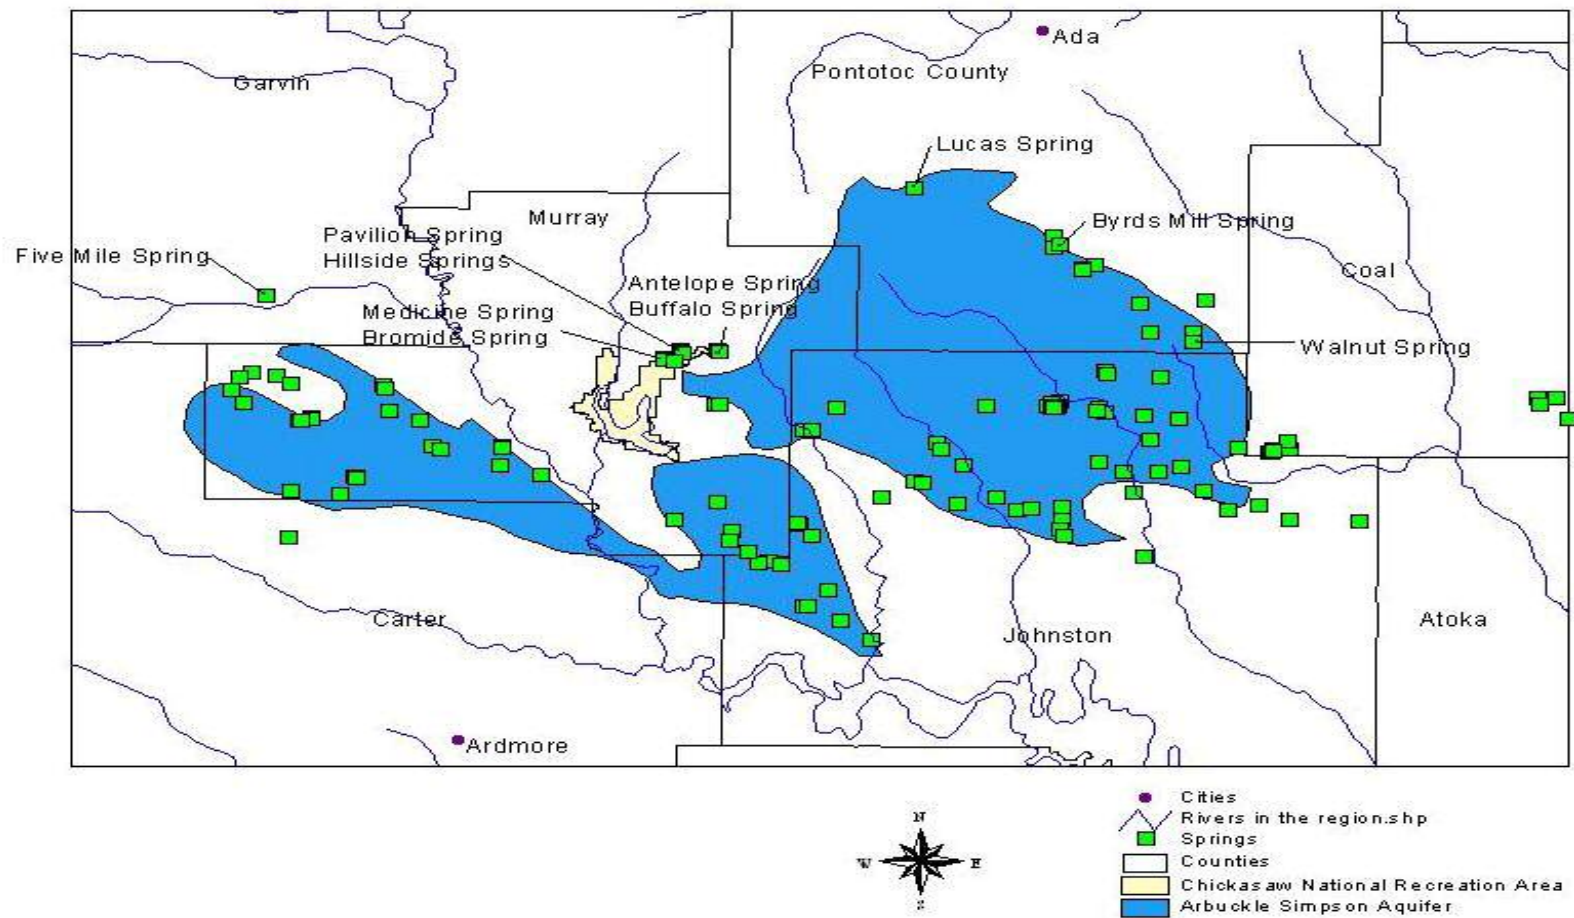 Ada
Garvin
Pontotoc County
Lucas Spring
Murray
Byrds Mill Spring
Pavilion Spring
Hillside Springs
Five Mile Spring
Antelope Spring
Buffalo Spring
Coal
Medicine Spring
Bromide Spring
Walnut Spring
Carter
Johnston
Atoka
Ardmore
N
W
E
S
Cities
Rivers in the region.shp
Springs
Counties
Chickasaw National Recreation Area
Arbuckle Simpson Aquifer